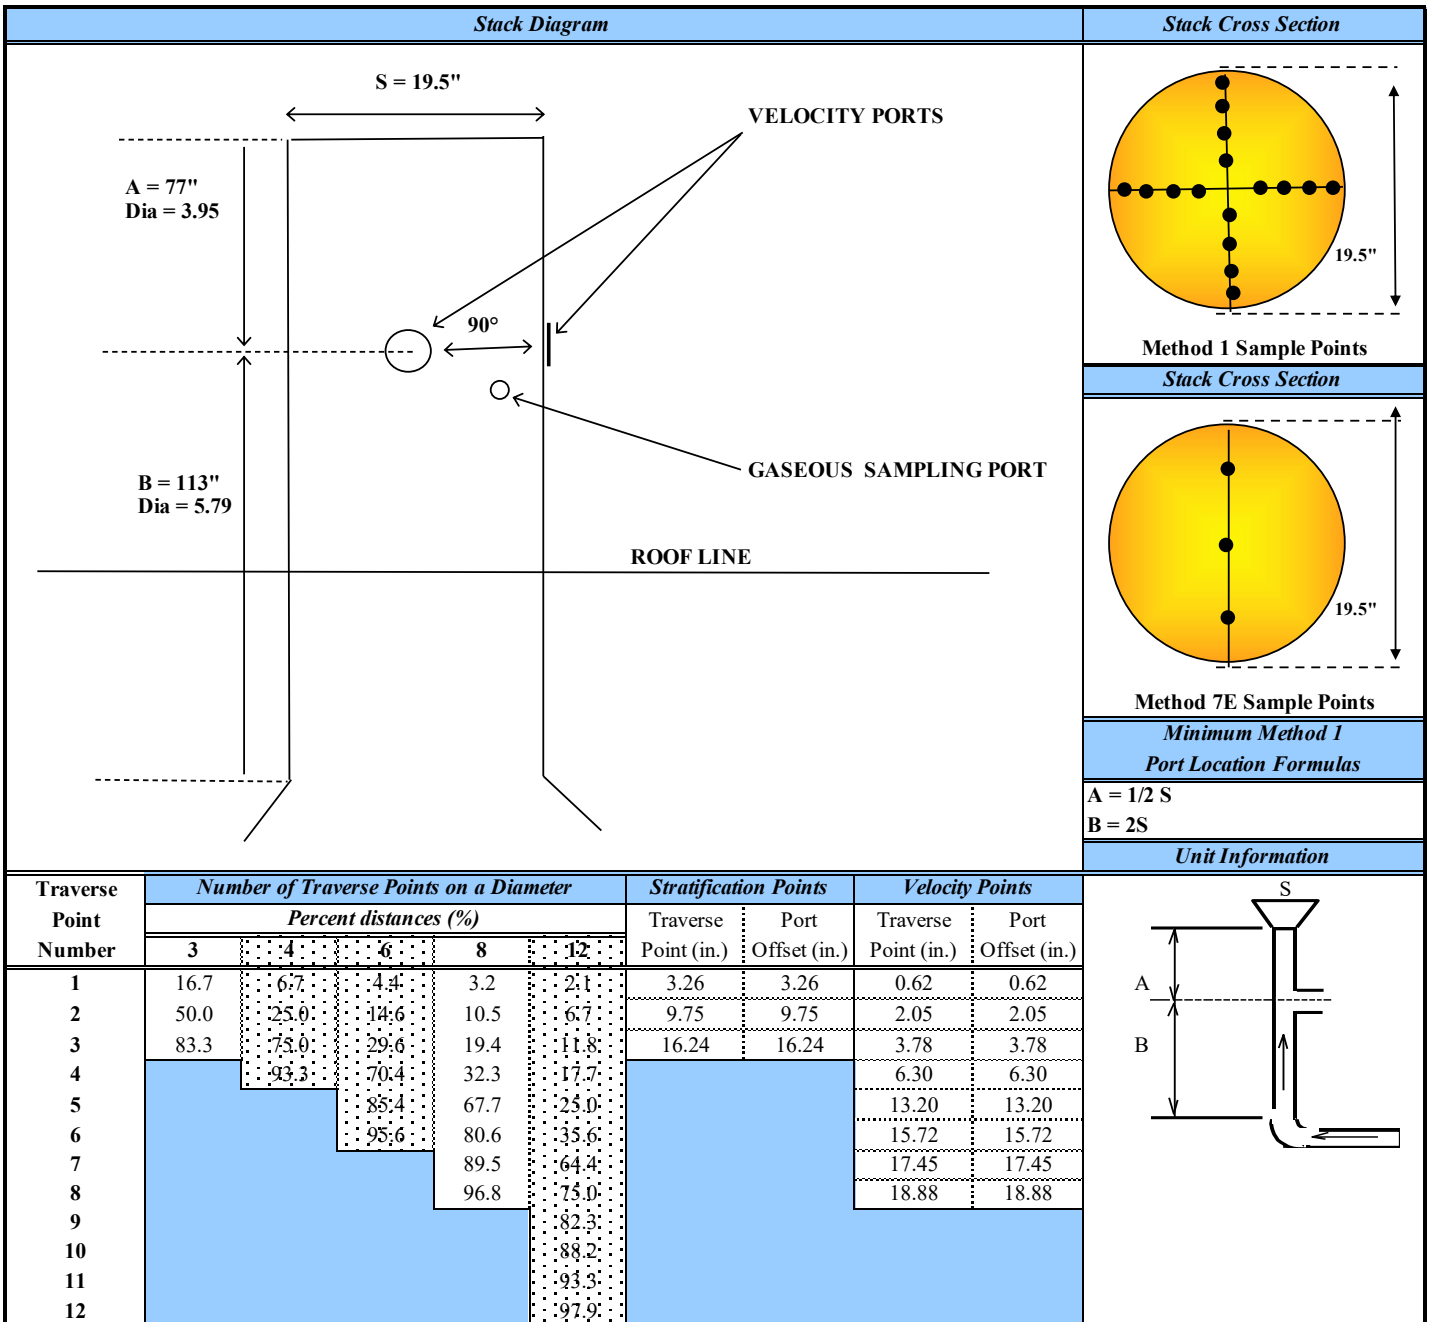 Stack Diagram
Stack Cross Section
S = 19.5"
VELOCITY PORTS
A = 77"
Dia = 3.95
90°
19.5"
Method 1 Sample Points
Stack Cross Section
B = 113"
Dia = 5.79
GASEOUS SAMPLING PORT
ROOF LINE
19.5"
Method 7E Sample Points
Minimum Method 1
Port Location Formulas
A = 1/2 S
B = 2S
Unit Information
S
A
B
Traverse Number of Traverse Points on a Diameter Stratification Points Velocity Points
Point Percent distances (%) Traverse Port Traverse Port
Number 3 4 6 8 12 Point (in.) Offset (in.) Point (in.) Offset (in.)
1 16.7 6.7 4.4 3.2 2.1 3.26 3.26 0.62 0.62
2 50.0 25.0 14.6 10.5 6.7 9.75 9.75 2.05 2.05
3 83.3 75.0 29.6 19.4 11.8 16.24 16.24 3.78 3.78
4 93.3 70.4 32.3 17.7 6.30 6.30
5 85.4 67.7 25.0 13.20 13.20
6 95.6 80.6 35.6 15.72 15.72
7 89.5 64.4 17.45 17.45
8 96.8 75.0 18.88 18.88
9 82.3
10 88.2
11 93.3
12 97.9